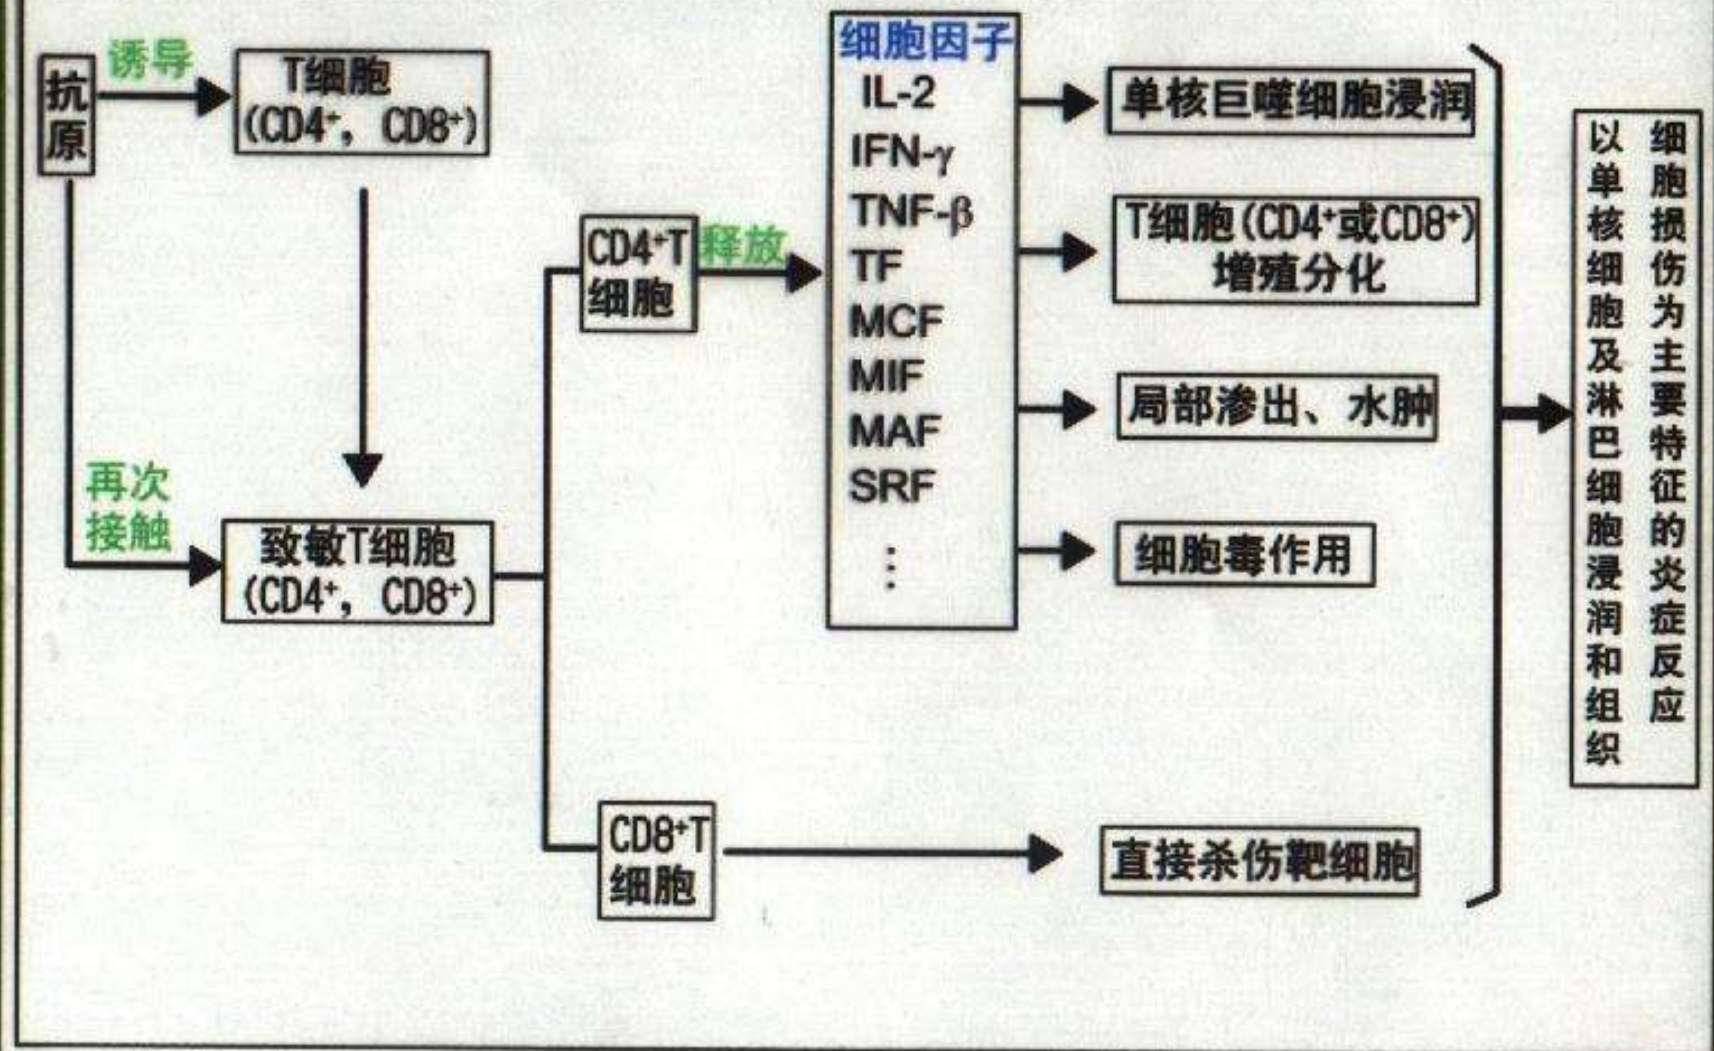 抗原
诱导
T细胞
(CD4⁺, CD8⁺)
再次
接触
致敏T细胞
(CD4⁺, CD8⁺)
CD4⁺T
细胞
释放
细胞因子
IL-2
IFN-γ
TNF-β
TF
MCF
MIF
MAF
SRF
⋮
单核巨噬细胞浸润
T细胞(CD4⁺或CD8⁺)
增殖分化
局部渗出、水肿
细胞毒作用
CD8⁺T
细胞
直接杀伤靶细胞
以单核细胞及淋巴细胞浸润和组织
细胞损伤为主要特征的炎症反应